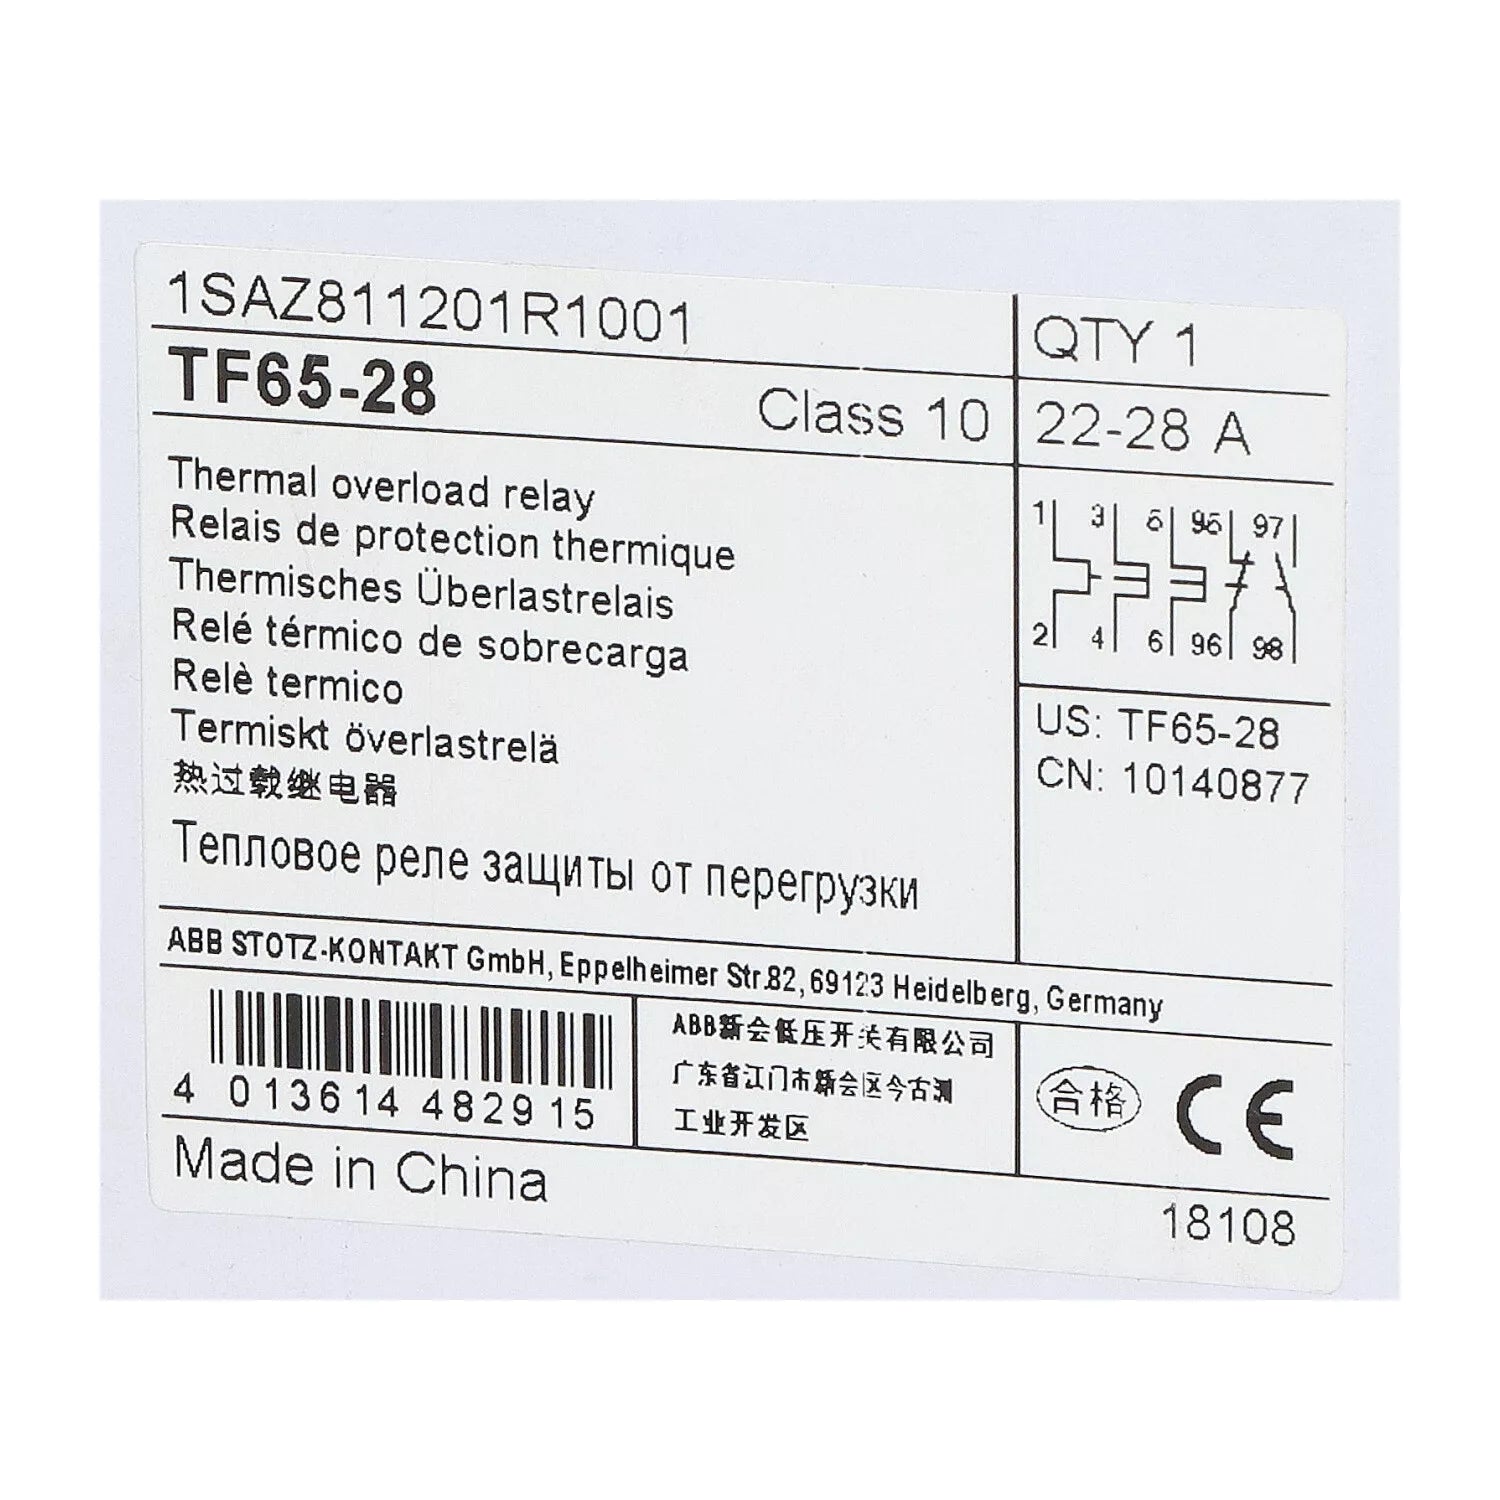 1SAZ811201R1001
QTY 1
TF65-28
Class 10
22-28 A
Thermal overload relay
Relais de protection thermique
Thermisches Überlastrelais
Relé térmico de sobrecarga
Relè termico
Termiskt överlastrelä
热过载继电器
Тепловое реле защиты от перегрузки
1 3 5 95 97
2 4 6 96 98
US: TF65-28
CN: 10140877
ABB STOTZ-KONTAKT GmbH, Eppelheimer Str.82, 69123 Heidelberg, Germany
4 013614 482915
ABB新会低压开关有限公司
广东省江门市新会区今古洲
工业开发区
合格
CE
Made in China
18108